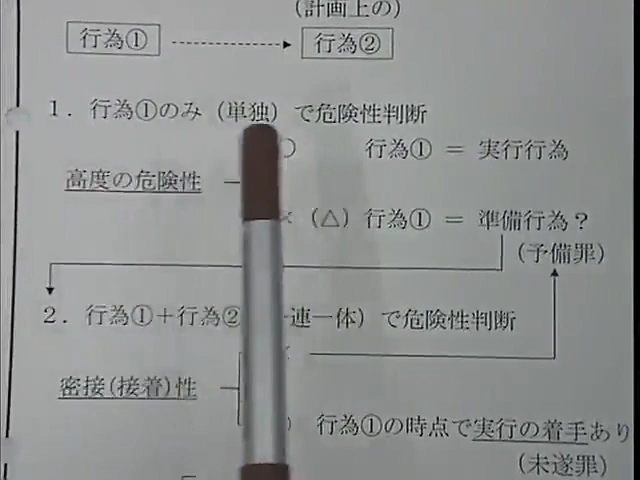 (計画上の)
行為① 行為②
1．行為①のみ（単独）で危険性判断
行為① ＝ 実行行為
高度の危険性
（△）行為① ＝ 準備行為？
(予備罪)
2．行為①＋行為② 連一体）で危険性判断
密接(接着)性
行為①の時点で実行の着手あり
(未遂罪)